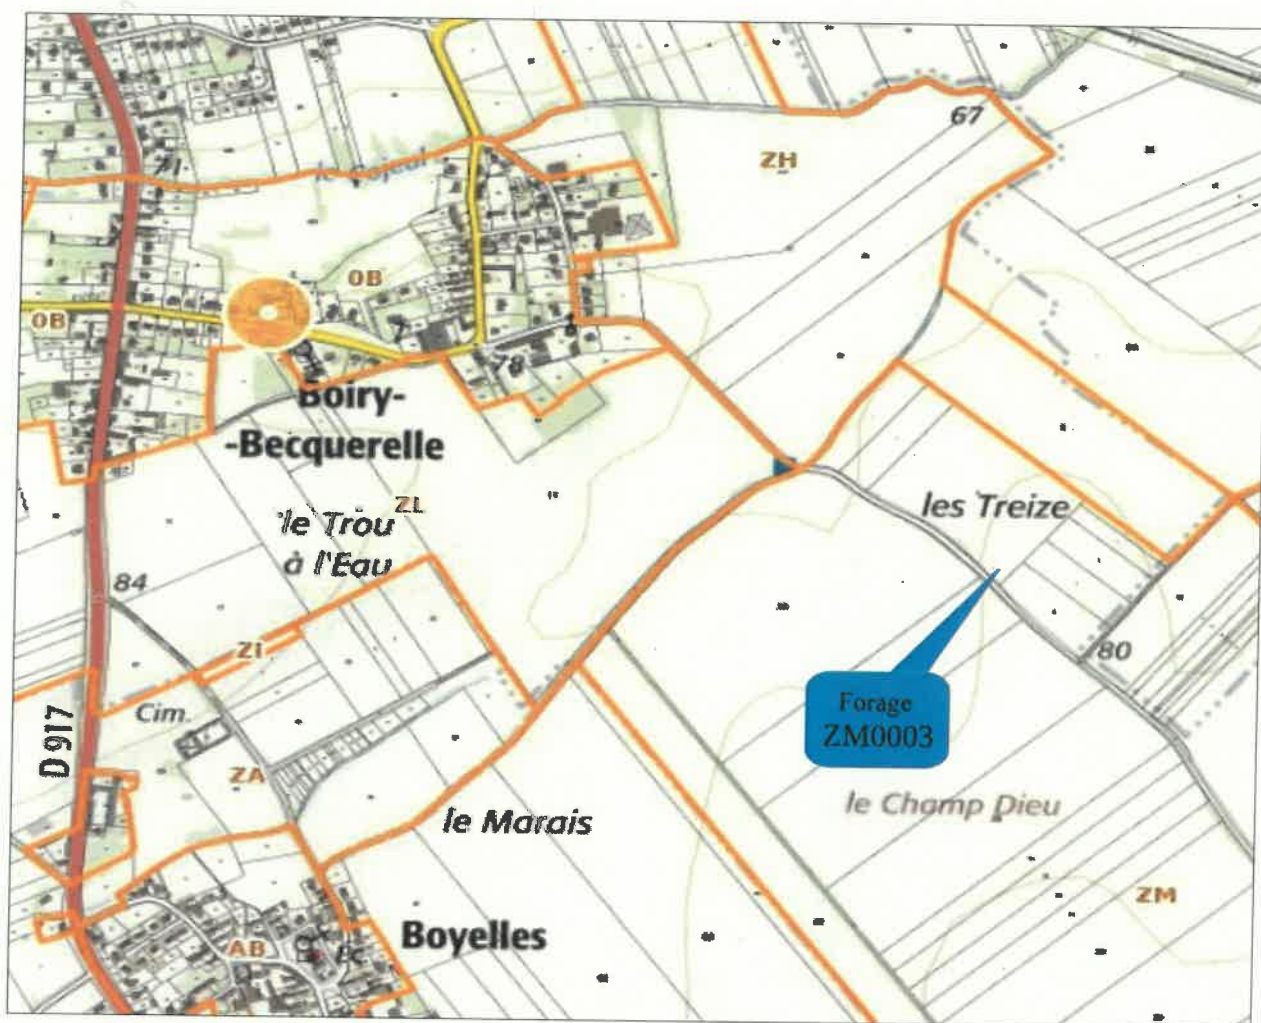 67
ZH
71
OB
OB
78
Boiry-
-Becquerelle
les Treize
ZL
le Trou
à l'Eau
84
ZI
80
Forage
ZM0003
Cim.
D 917
ZA
le Champ Dieu
le Marais
ZM
Boyelles
AB
Ec.